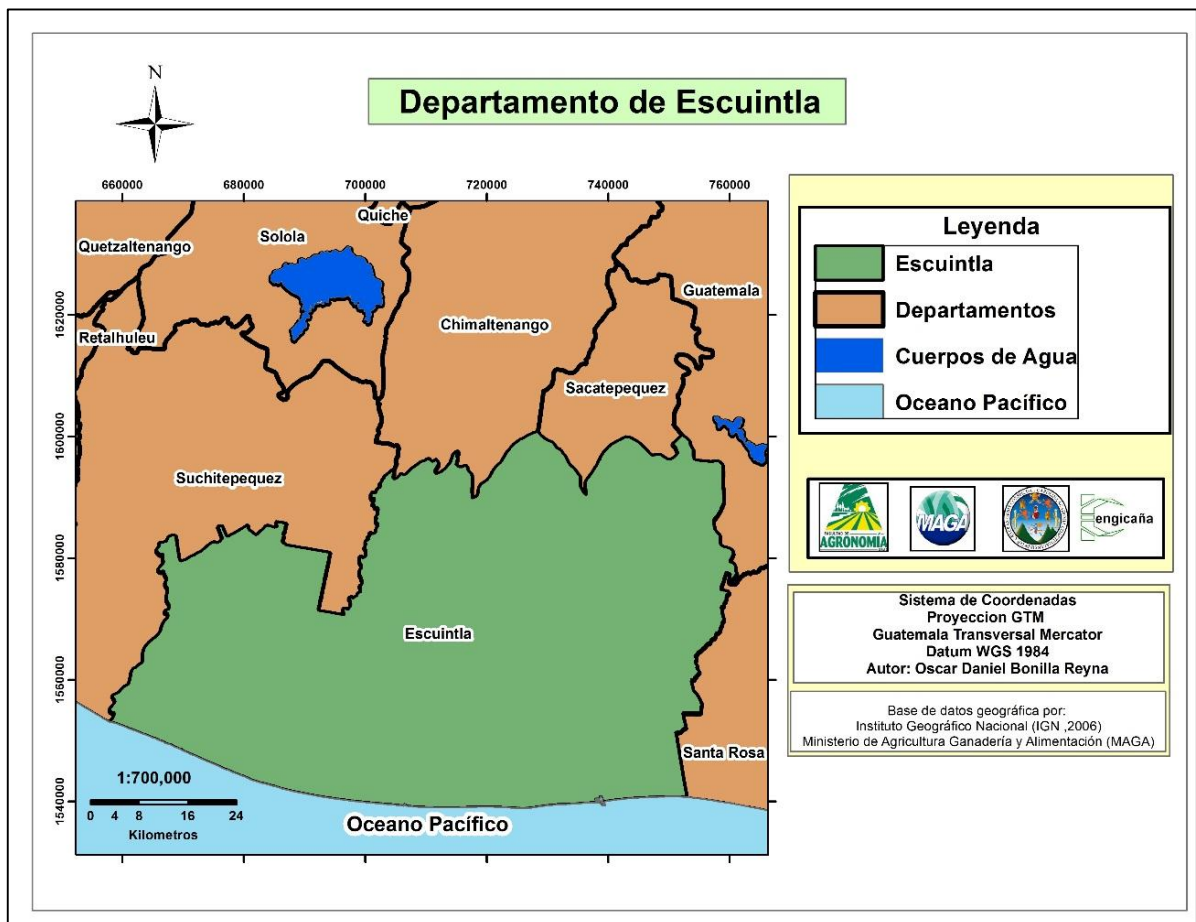 N
Departamento de Escuintla
660000 680000 700000 720000 740000 760000
Quiche
Solola
Quetzaltenango
Guatemala
Retalhuleu
Chimaltenango
Sacatepequez
Suchitepequez
Escuintla
Santa Rosa
1620000
1600000
1580000
1560000
1540000
1:700,000
0 4 8 16 24
Kilometros
Oceano Pacífico
Leyenda
Escuintla
Departamentos
Cuerpos de Agua
Oceano Pacífico
AGRONOMIA
MAGA
engicaña
Sistema de Coordenadas
Proyeccion GTM
Guatemala Transversal Mercator
Datum WGS 1984
Autor: Oscar Daniel Bonilla Reyna
Base de datos geográfica por:
Instituto Geográfico Nacional (IGN ,2006)
Ministerio de Agricultura Ganadería y Alimentación (MAGA)